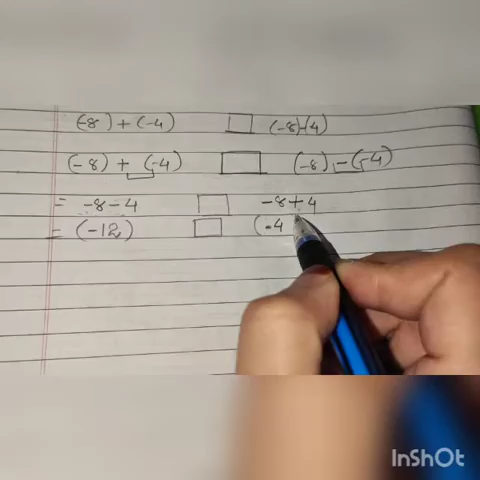 (-8) + (-4) □ (-8)-(4)
(-8) + (-4) □ (-8) - (-4)
= -8-4 □ -8+4
= (-12) □ (-4
InShOt